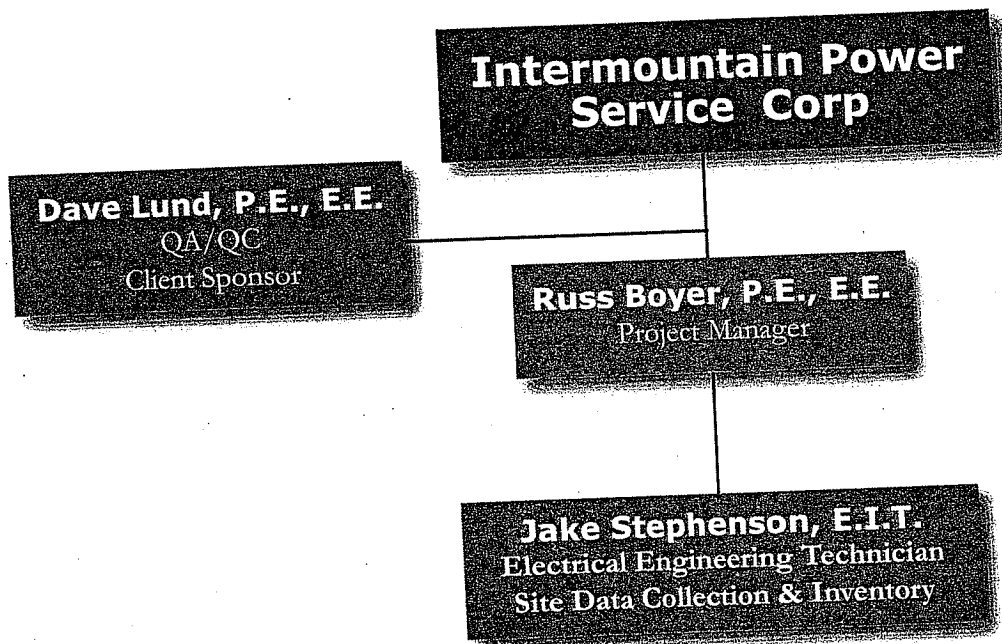 Intermountain Power
Service Corp
Dave Lund, P.E., E.E.
QA/QC
Client Sponsor
Russ Boyer, P.E., E.E.
Project Manager
Jake Stephenson, E.I.T.
Electrical Engineering Technician
Site Data Collection & Inventory